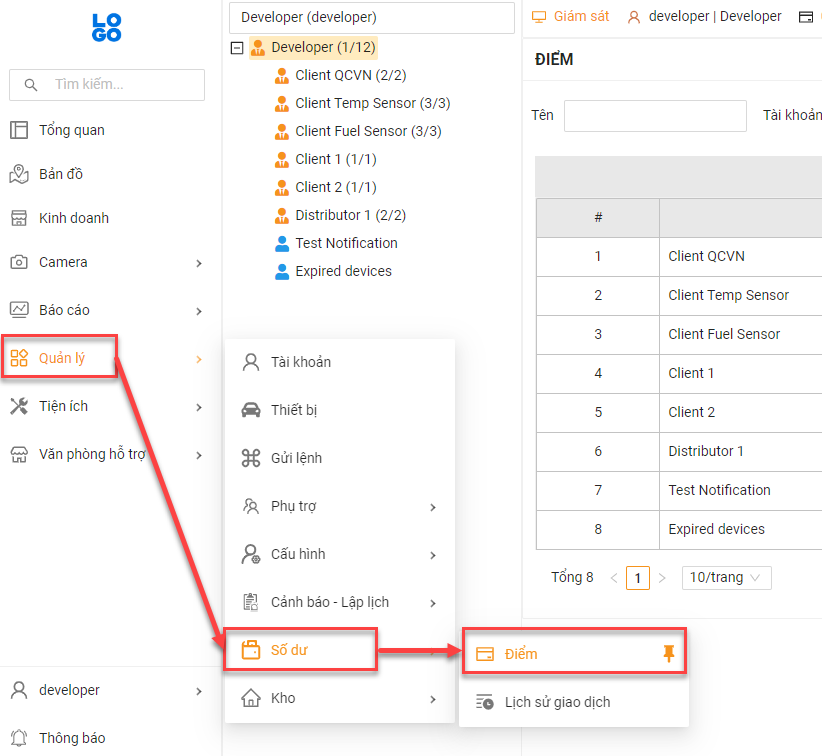 LO
GO
Tìm kiếm...
Tổng quan
Bản đồ
Kinh doanh
Camera
Báo cáo
Quản lý
Tiện ích
Văn phòng hỗ trợ
developer
Thông báo
Developer (developer)
Developer (1/12)
Client QCVN (2/2)
Client Temp Sensor (3/3)
Client Fuel Sensor (3/3)
Client 1 (1/1)
Client 2 (1/1)
Distributor 1 (2/2)
Test Notification
Expired devices
Tài khoản
Thiết bị
Gửi lệnh
Phụ trợ
Cấu hình
Cảnh báo - Lập lịch
Số dư
Kho
Điểm
Lịch sử giao dịch
Giám sát developer | Developer
ĐIỂM
Tên Tài khoản
#
1 Client QCVN
2 Client Temp Sensor
3 Client Fuel Sensor
4 Client 1
5 Client 2
6 Distributor 1
7 Test Notification
8 Expired devices
Tổng 8 < 1 > 10/trang